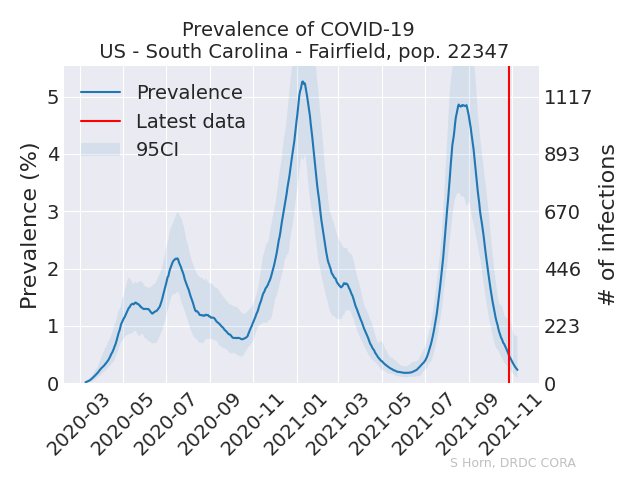 Prevalence of COVID-19
US - South Carolina - Fairfield, pop. 22347
Prevalence
Latest data
95CI
Prevalence (%)
5
4
3
2
1
0
1117
893
670
446
223
0
# of infections
2020-03
2020-05
2020-07
2020-09
2020-11
2021-01
2021-03
2021-05
2021-07
2021-09
2021-11
S Horn, DRDC CORA